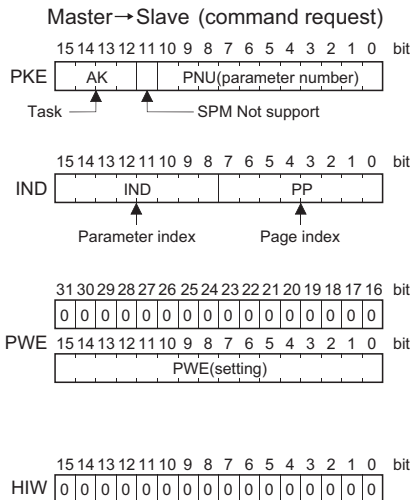 Master→Slave (command request)
15 14 13 12 11 10 9 8 7 6 5 4 3 2 1 0 bit
PKE AK PNU(parameter number)
Task SPM Not support
15 14 13 12 11 10 9 8 7 6 5 4 3 2 1 0 bit
IND IND PP
Parameter index Page index
31 30 29 28 27 26 25 24 23 22 21 20 19 18 17 16 bit
0 0 0 0 0 0 0 0 0 0 0 0 0 0 0 0
PWE 15 14 13 12 11 10 9 8 7 6 5 4 3 2 1 0 bit
PWE(setting)
15 14 13 12 11 10 9 8 7 6 5 4 3 2 1 0 bit
HIW 0 0 0 0 0 0 0 0 0 0 0 0 0 0 0 0